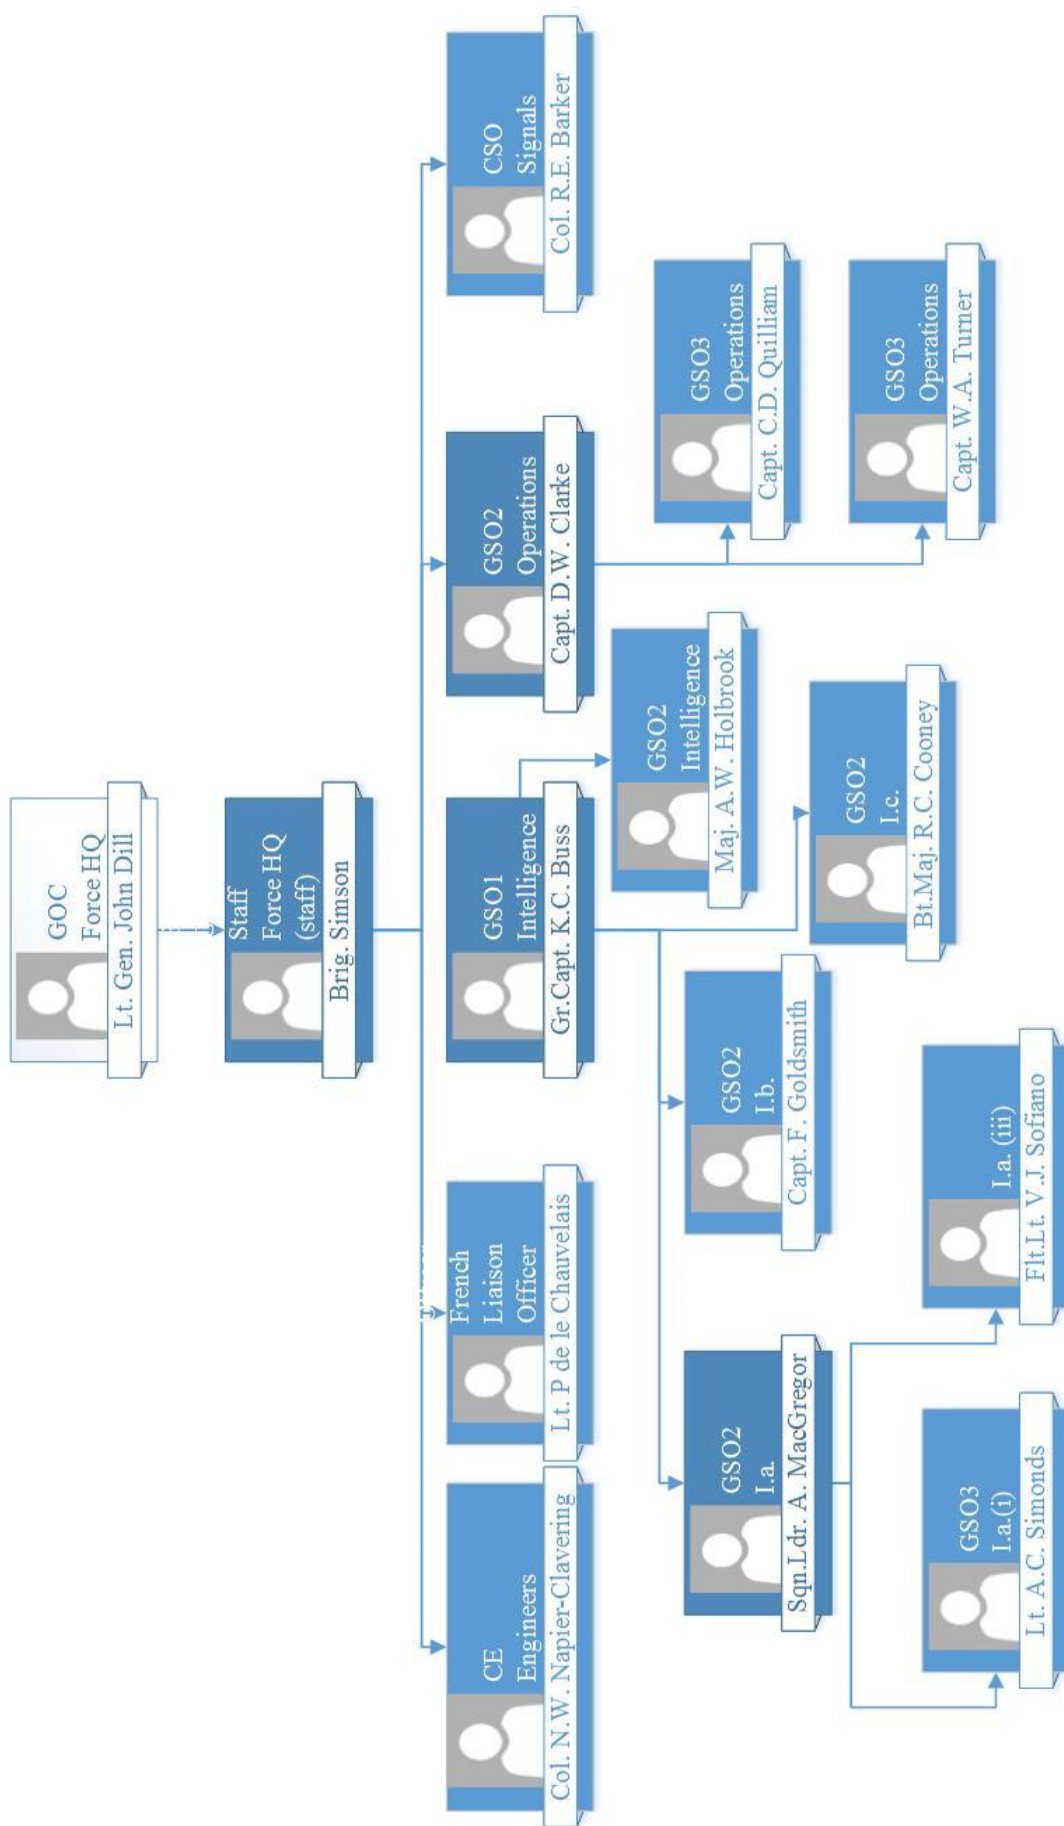 GOC
Force HQ
Lt. Gen. John Dill
Staff
Force HQ
(staff)
Brig. Simson
CE
Engineers
Col. N.W. Napier-Clavering
French
Liaison
Officer
Lt. P de le Chauvelais
GSO1
Intelligence
Gr.Capt. K.C. Buss
GSO2
Operations
Capt. D.W. Clarke
CSO
Signals
Col. R.E. Barker
GSO2
I.a.
Sqn.Ldr. A. MacGregor
GSO2
I.b.
Capt. F. Goldsmith
GSO2
I.c.
Bt.Maj. R.C. Cooney
GSO2
Intelligence
Maj. A.W. Holbrook
GSO3
Operations
Capt. C.D. Quilliam
GSO3
Operations
Capt. W.A. Turner
GSO3
I.a.(i)
Lt. A.C. Simonds
I.a. (iii)
Flt.Lt. V.J. Sofiano